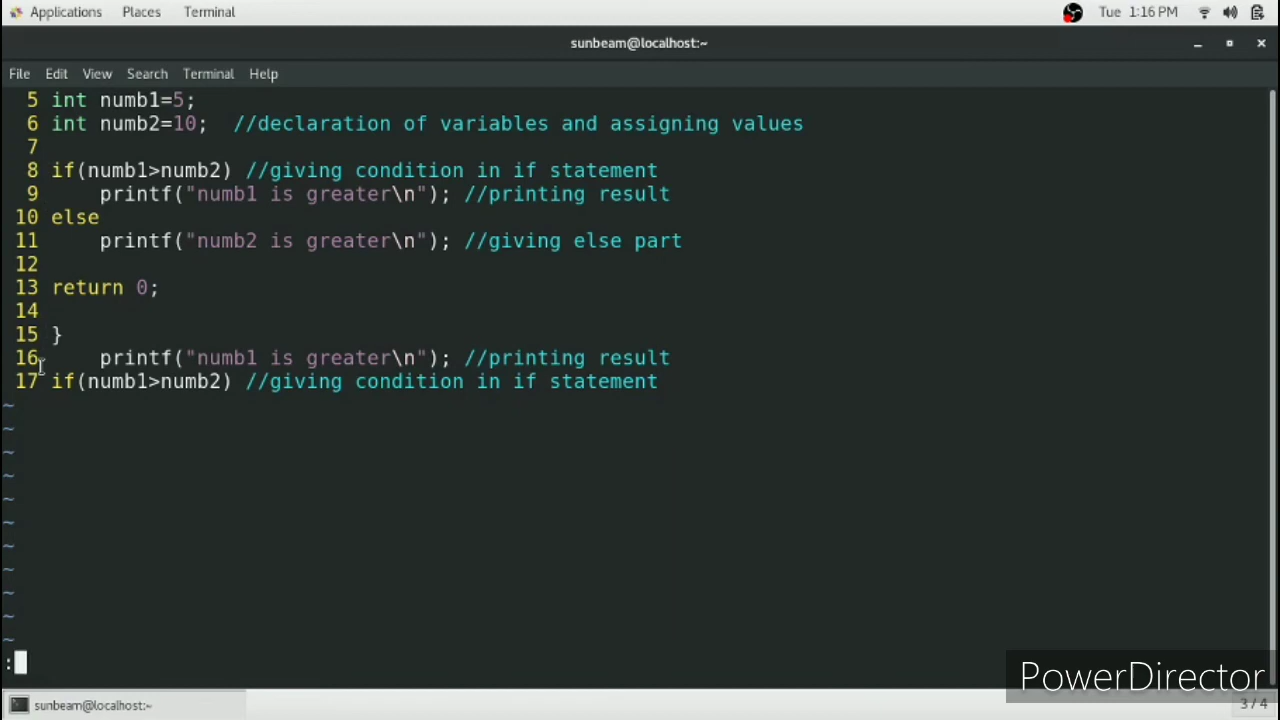 Applications Places Terminal Tue 1:16 PM
sunbeam@localhost:~
File Edit View Search Terminal Help
5 int numb1=5;
6 int numb2=10; //declaration of variables and assigning values
7
8 if(numb1>numb2) //giving condition in if statement
9 printf("numb1 is greater\n"); //printing result
10 else
11 printf("numb2 is greater\n"); //giving else part
12
13 return 0;
14
15 }
16 printf("numb1 is greater\n"); //printing result
17 if(numb1>numb2) //giving condition in if statement
~
~
~
~
~
~
~
~
~
~
~
:
PowerDirector
sunbeam@localhost:~ 3 / 4